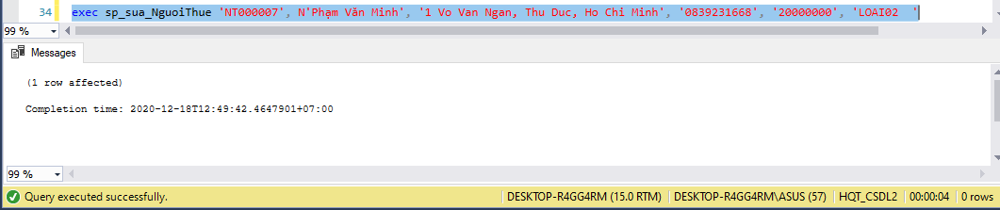 34 exec sp_sua_NguoiThue 'NT000007', N'Phạm Văn Minh', '1 Vo Van Ngan, Thu Duc, Ho Chi Minh', '0839231668', '20000000', 'LOAI02  '
99 %
Messages
(1 row affected)
Completion time: 2020-12-18T12:49:42.4647901+07:00
99 %
Query executed successfully. DESKTOP-R4GG4RM (15.0 RTM) DESKTOP-R4GG4RM\ASUS (57) HQT_CSDL2 00:00:04 0 rows